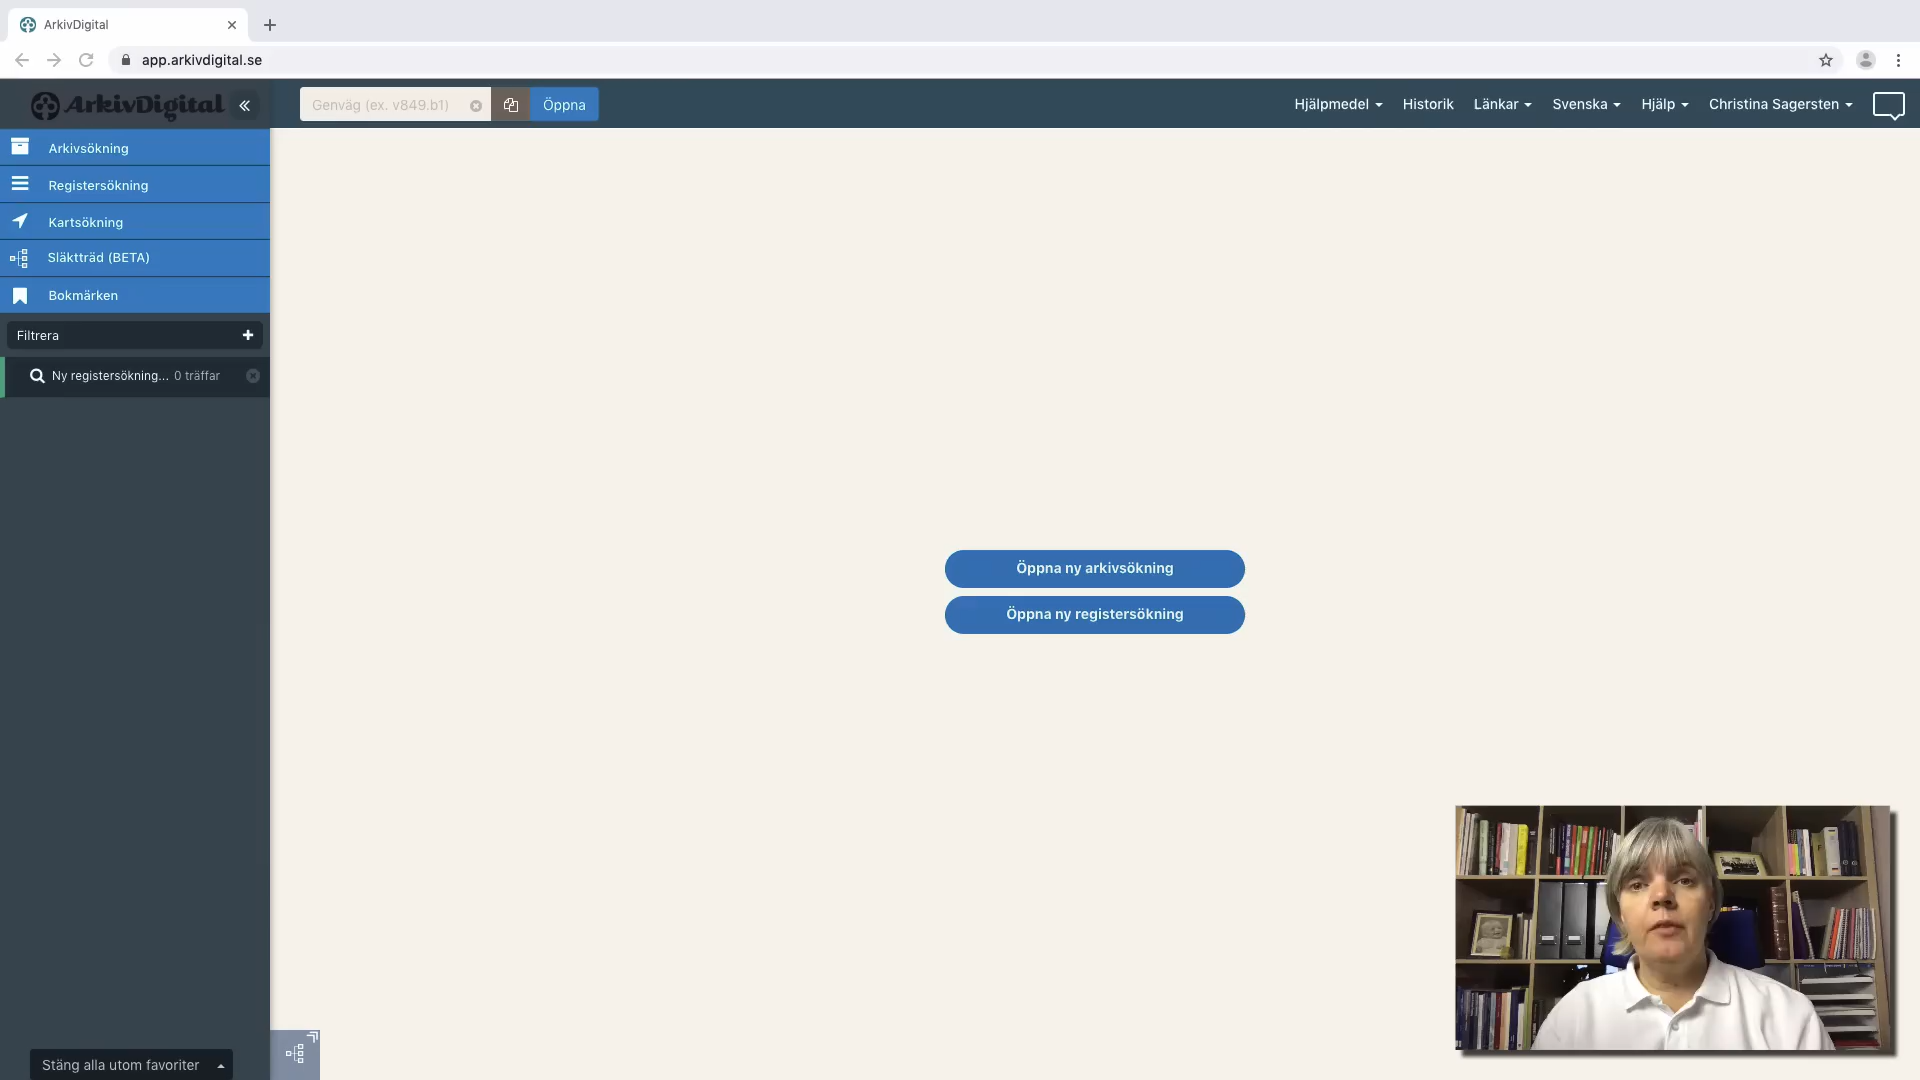 ArkivDigital
app.arkivdigital.se
ArkivDigital
Genväg (ex. v849.b1)
Öppna
Hjälpmedel
Historik
Länkar
Svenska
Hjälp
Christina Sagersten
Arkivsökning
Registersökning
Kartsökning
Släktträd (BETA)
Bokmärken
Filtrera
Ny registersökning... 0 träffar
Öppna ny arkivsökning
Öppna ny registersökning
Stäng alla utom favoriter